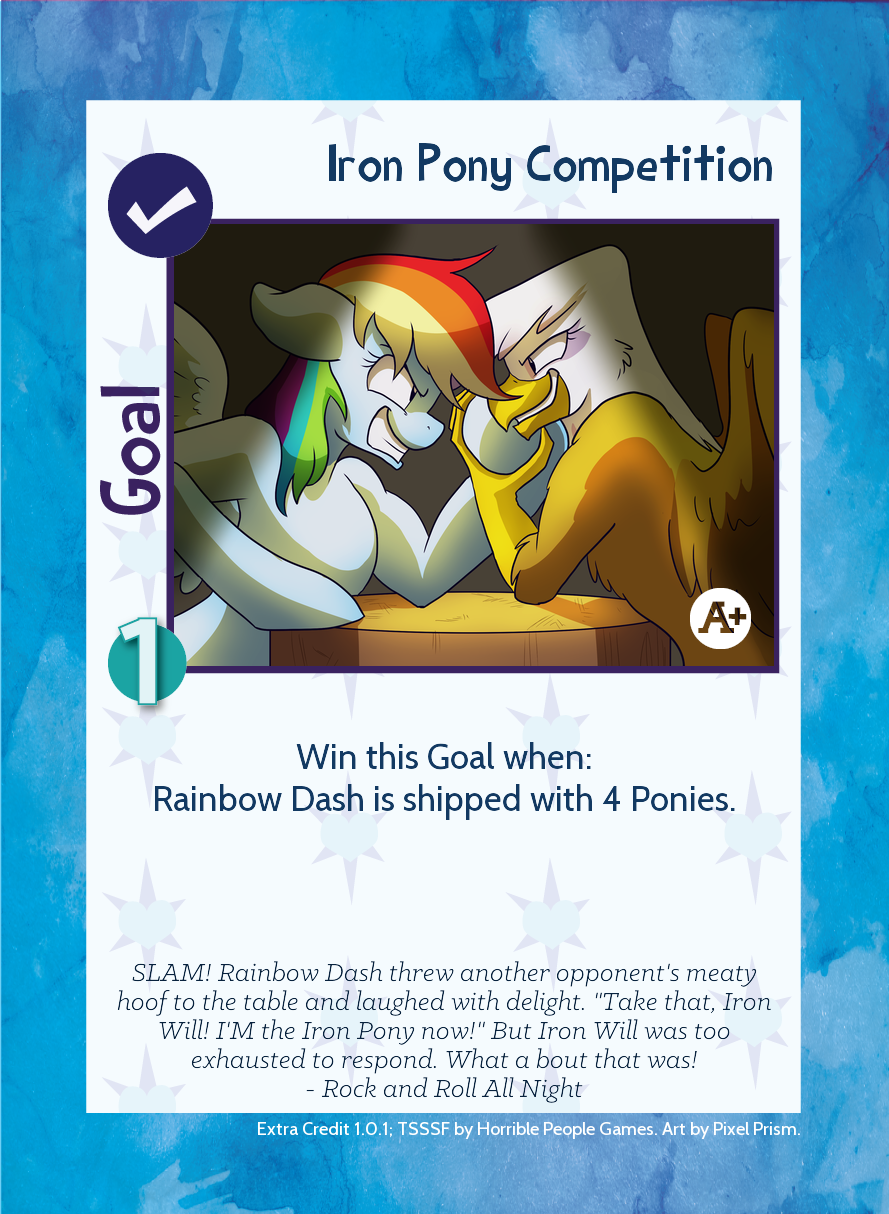 Iron Pony Competition
Goal
A+
1
Win this Goal when:
Rainbow Dash is shipped with 4 Ponies.
SLAM! Rainbow Dash threw another opponent's meaty
hoof to the table and laughed with delight. "Take that, Iron
Will! I'M the Iron Pony now!" But Iron Will was too
exhausted to respond. What a bout that was!
- Rock and Roll All Night
Extra Credit 1.0.1; TSSSF by Horrible People Games. Art by Pixel Prism.